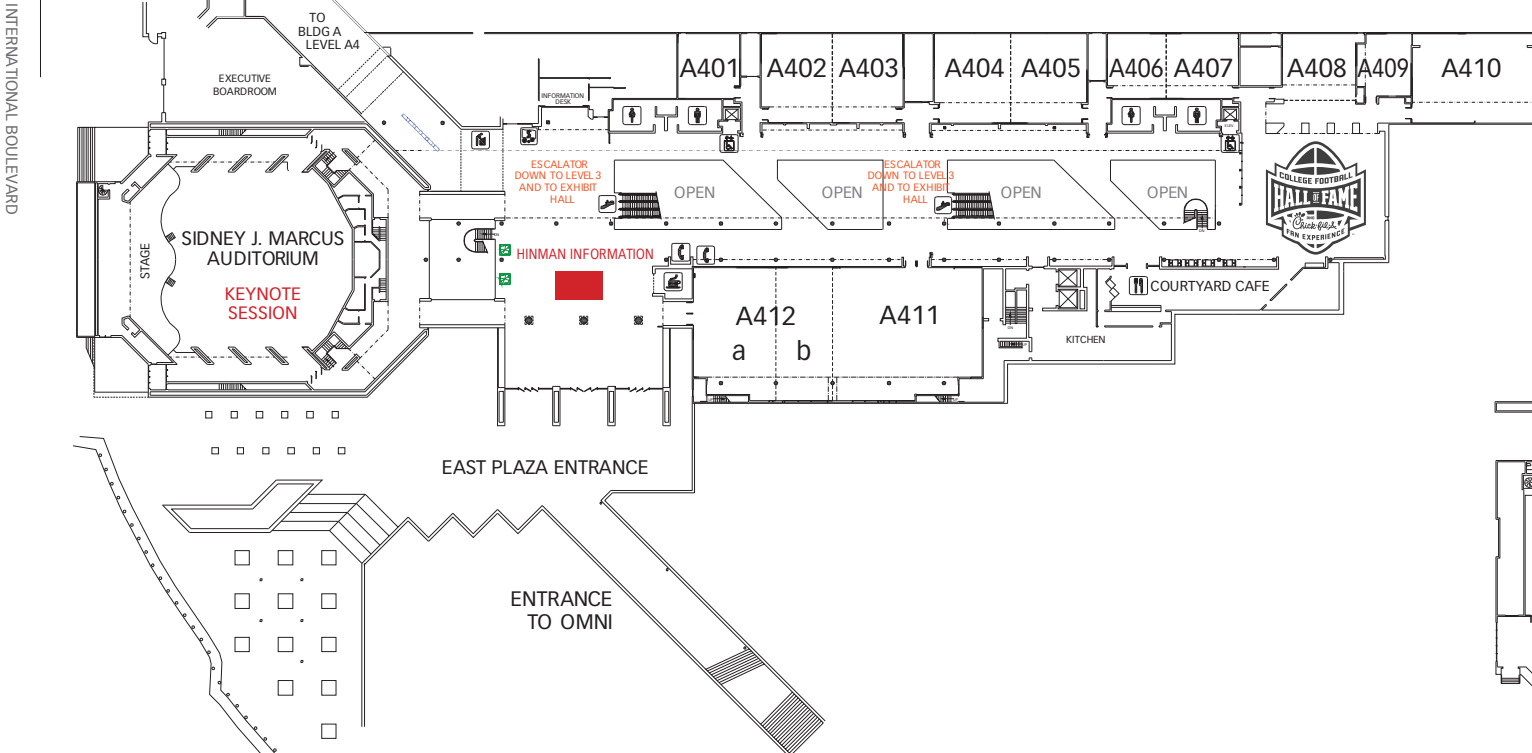 INTERNATIONAL BOULEVARD
TO
BLDG A
LEVEL A4
EXECUTIVE
BOARDROOM
INFORMATION
DESK
A401
A402
A403
A404
A405
A406
A407
A408
A409
A410
ESCALATOR
DOWN TO LEVEL 3
AND TO EXHIBIT
HALL
OPEN
OPEN
ESCALATOR
DOWN TO LEVEL 3
AND TO EXHIBIT
HALL
OPEN
OPEN
COLLEGE FOOTBALL
HALL OF FAME
AND
Chick-fil-A
FAN EXPERIENCE
STAGE
SIDNEY J. MARCUS
AUDITORIUM
KEYNOTE
SESSION
HINMAN INFORMATION
A412
a b
A411
COURTYARD CAFE
KITCHEN
EAST PLAZA ENTRANCE
ENTRANCE
TO OMNI